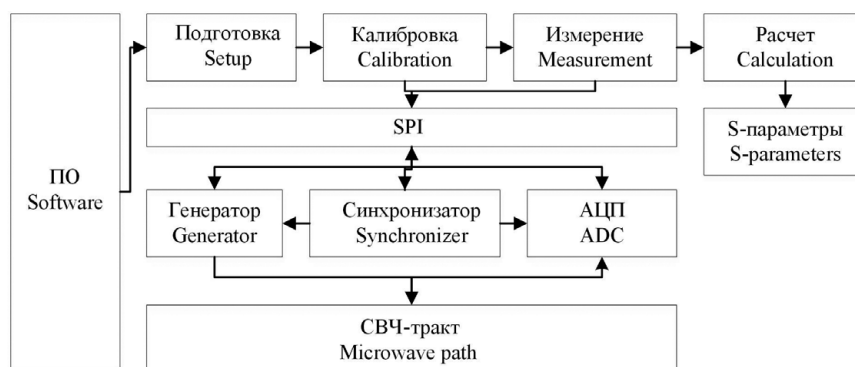 ПО
Software
Подготовка
Setup
Калибровка
Calibration
Измерение
Measurement
Расчет
Calculation
SPI
S-параметры
S-parameters
Генератор
Generator
Синхронизатор
Synchronizer
АЦП
ADC
СВЧ-тракт
Microwave path